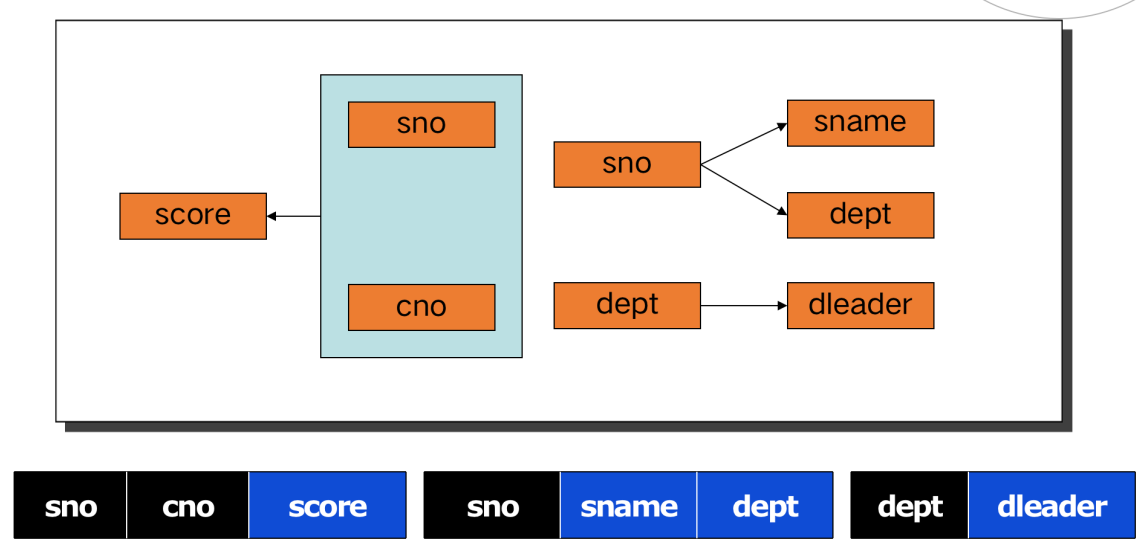 sno
sname
sno
score
dept
cno
dept
dleader
sno cno score
sno sname dept
dept dleader